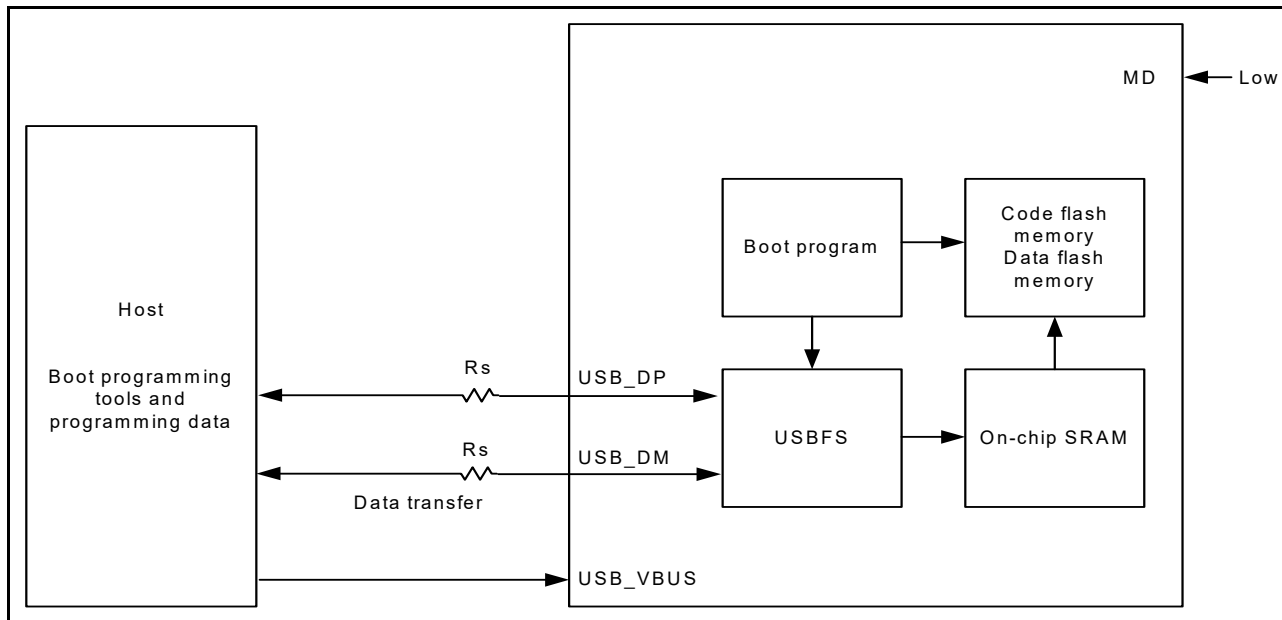 MD
Low
Boot program
Code flash
memory
Data flash
memory
Host
Boot programming
tools and
programming data
Rs
USB_DP
Rs
USB_DM
Data transfer
USBFS
On-chip SRAM
USB_VBUS